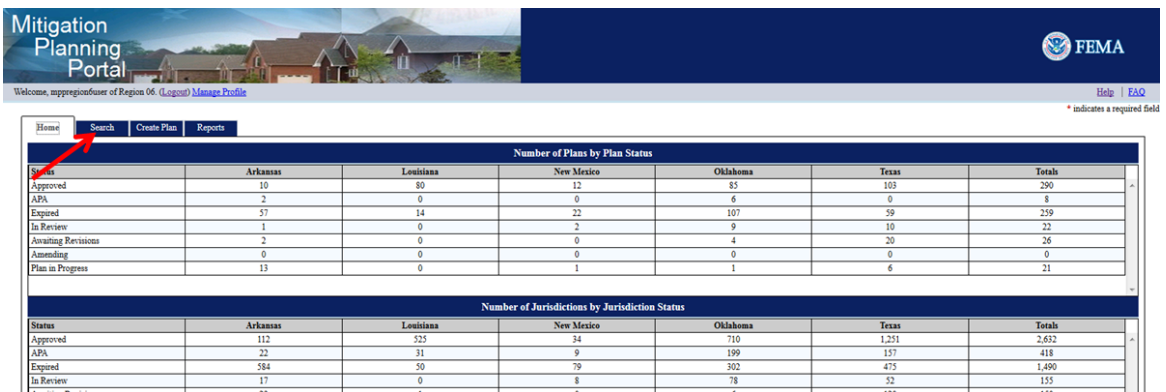 Mitigation
Planning
Portal
FEMA
Welcome, mppregion6user of Region 06. (Logout) Manage Profile
Help | FAQ
* indicates a required field
Home Search Create Plan Reports
Number of Plans by Plan Status
Status Arkansas Louisiana New Mexico Oklahoma Texas Totals
Approved 10 80 12 85 103 290
APA 2 0 0 6 0 8
Expired 57 14 22 107 59 259
In Review 1 0 2 9 10 22
Awaiting Revisions 2 0 0 4 20 26
Amending 0 0 0 0 0 0
Plan in Progress 13 0 1 1 6 21
Number of Jurisdictions by Jurisdiction Status
Status Arkansas Louisiana New Mexico Oklahoma Texas Totals
Approved 112 525 34 710 1,251 2,632
APA 22 31 9 199 157 418
Expired 584 50 79 302 475 1,490
In Review 17 0 8 78 52 155